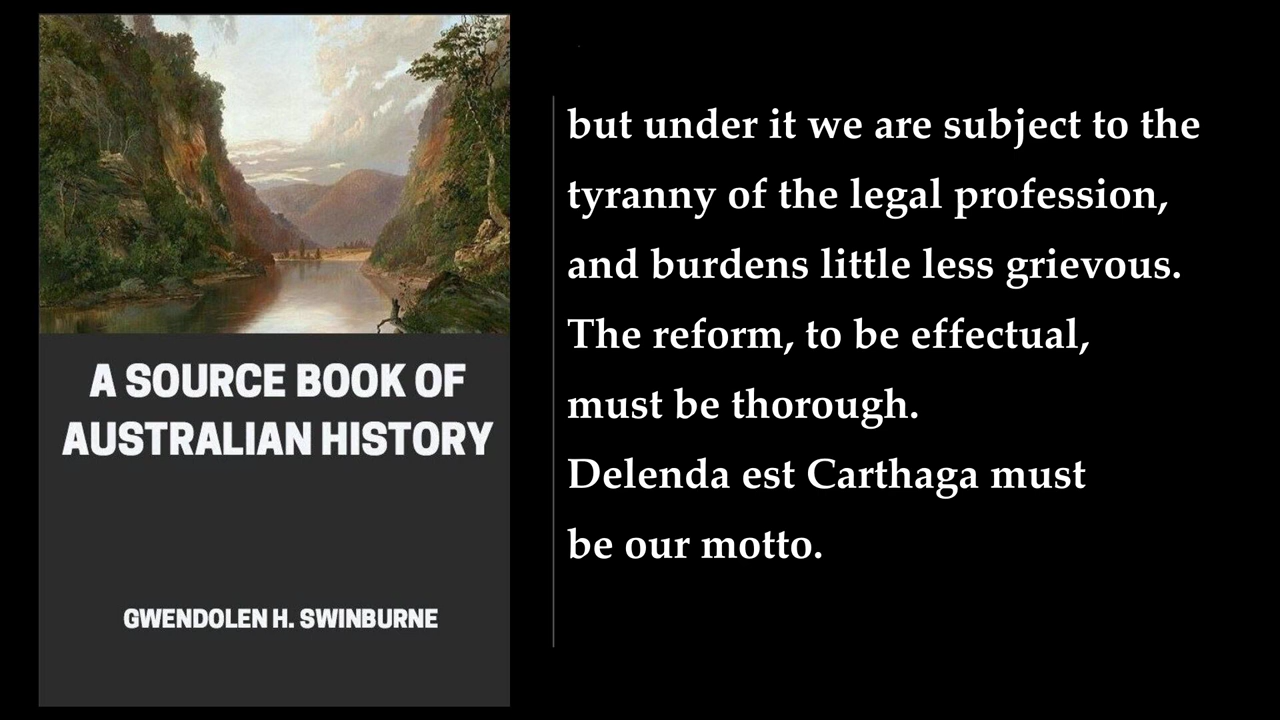 A SOURCE BOOK OF
AUSTRALIAN HISTORY
GWENDOLEN H. SWINBURNE
but under it we are subject to the
tyranny of the legal profession,
and burdens little less grievous.
The reform, to be effectual,
must be thorough.
Delenda est Carthaga must
be our motto.